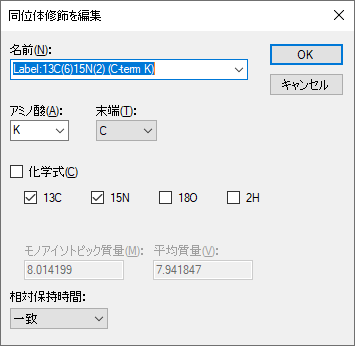 同位体修飾を編集
名前(N):
Label:13C(6)15N(2) (C-term K)
OK
キャンセル
アミノ酸(A): 末端(T):
K C
化学式(C)
13C 15N 18O 2H
モノアイソトピック質量(M): 平均質量(V):
8.014199 7.941847
相対保持時間:
一致